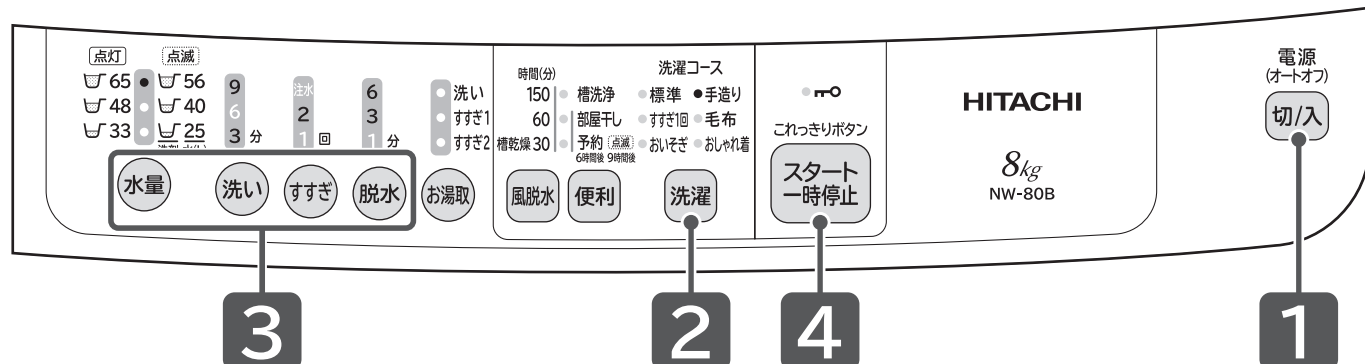 点灯 点滅
65 56
48 40
33 25
9
6
3 分
注水
2
1 回
6
3
1 分
洗い
すすぎ1
すすぎ2
水量
洗い
すすぎ
脱水
お湯取
時間(分)
150
60
槽乾燥 30
槽洗浄
部屋干し
予約 点滅
6時間後 9時間後
洗濯コース
標準 手造り
すすぎ1回 毛布
おいそぎ おしゃれ着
風脱水
便利
洗濯
これっきりボタン
スタート
一時停止
HITACHI
8kg
NW-80B
電源
(オートオフ)
切/入
3
2
4
1